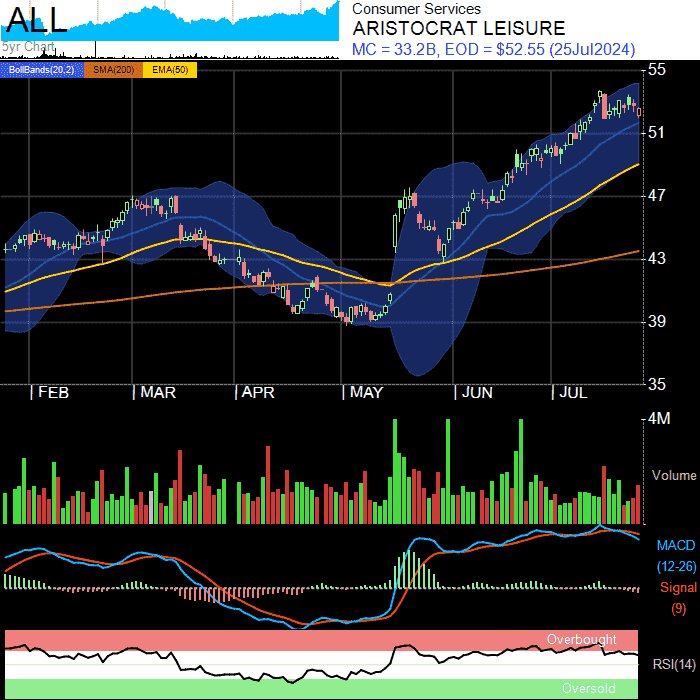 ALL
5yr Chart
Consumer Services
ARISTOCRAT LEISURE
MC = 33.2B, EOD = $52.55 (25Jul2024)
BollBands(20,2) SMA(200) EMA(50)
55
51
47
43
39
35
| FEB | MAR | APR | MAY | JUN | JUL
4M
Volume
MACD
(12-26)
Signal
(9)
Overbought
RSI(14)
Oversold